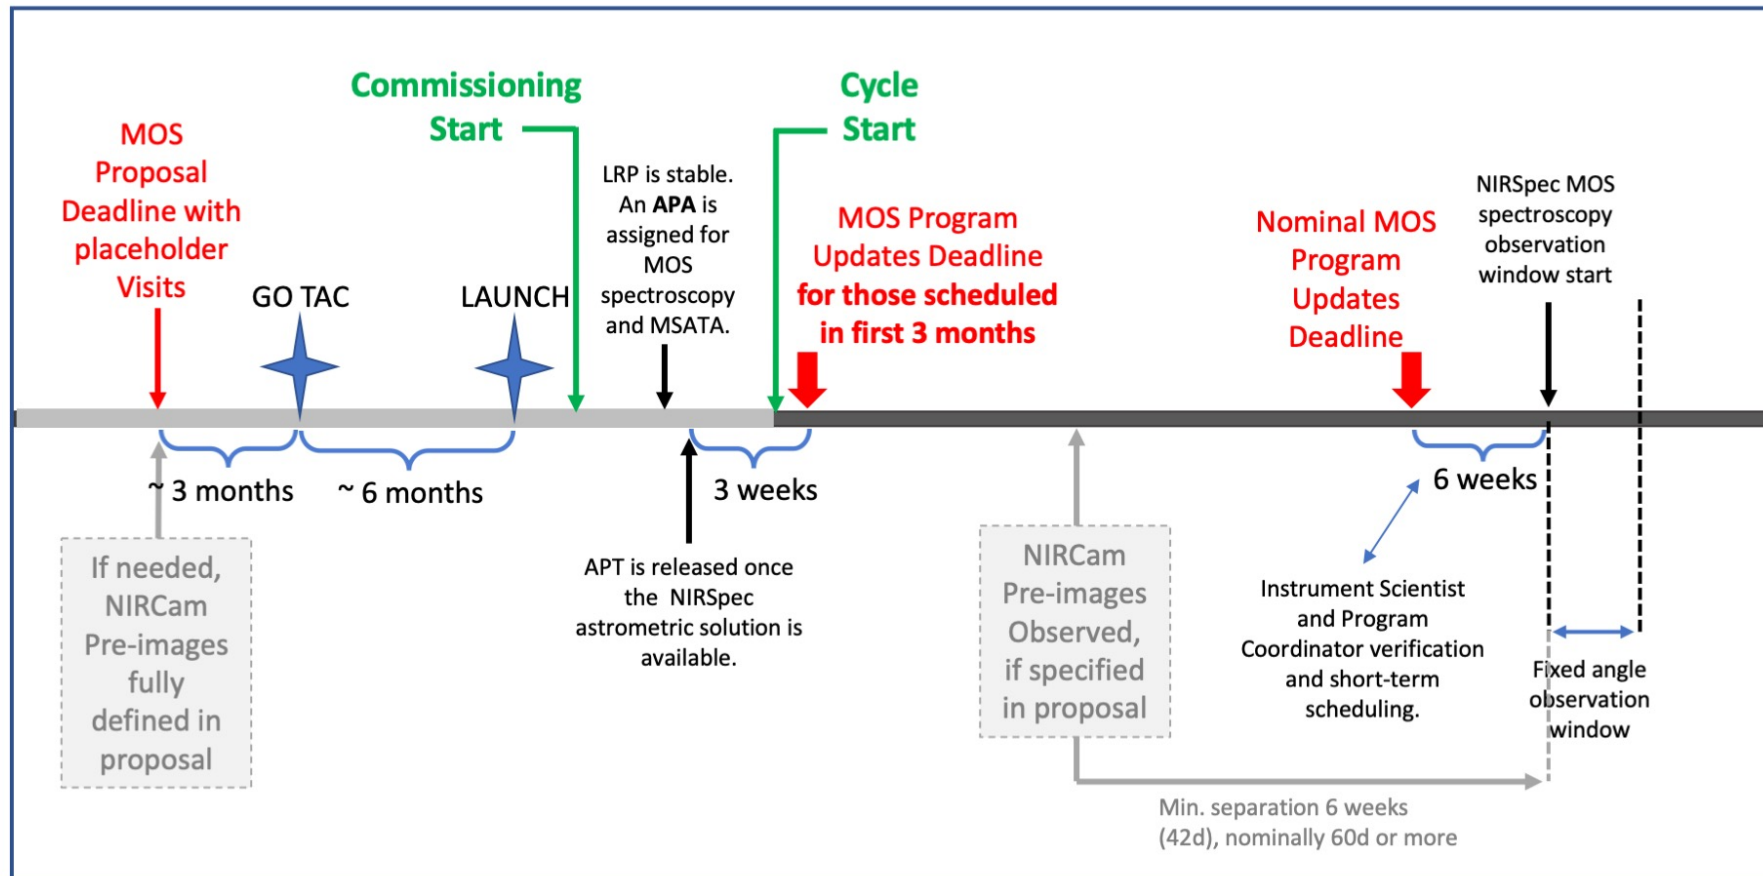 Commissioning
Start
Cycle
Start
MOS
Proposal
Deadline with
placeholder
Visits
GO TAC
LAUNCH
LRP is stable.
An APA is
assigned for
MOS
spectroscopy
and MSATA.
MOS Program
Updates Deadline
for those scheduled
in first 3 months
Nominal MOS
Program
Updates
Deadline
NIRSpec MOS
spectroscopy
observation
window start
~ 3 months
~ 6 months
3 weeks
6 weeks
If needed,
NIRCam
Pre-images
fully
defined in
proposal
APT is released once
the NIRSpec
astrometric solution is
available.
NIRCam
Pre-images
Observed,
if specified
in proposal
Instrument Scientist
and Program
Coordinator verification
and short-term
scheduling.
Fixed angle
observation
window
Min. separation 6 weeks
(42d), nominally 60d or more